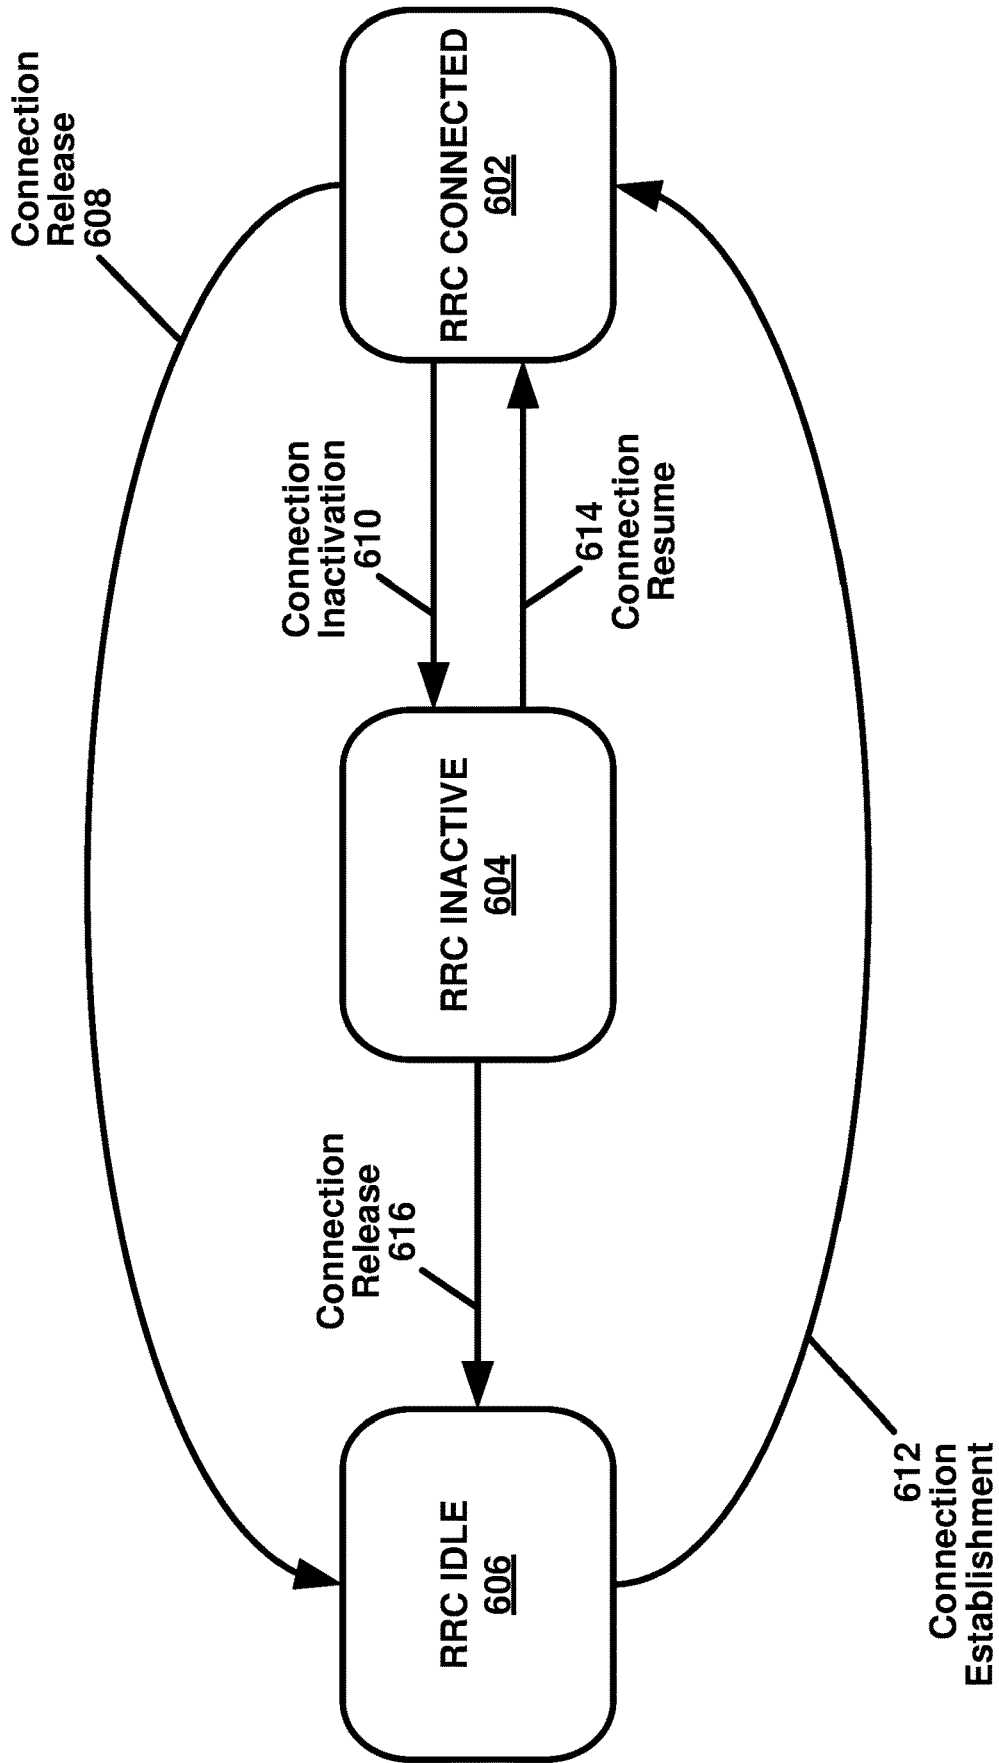 Connection
Release
608
RRC IDLE
606
Connection
Release
616
RRC INACTIVE
604
Connection
Inactivation
610
614
Connection
Resume
RRC CONNECTED
602
612
Connection
Establishment